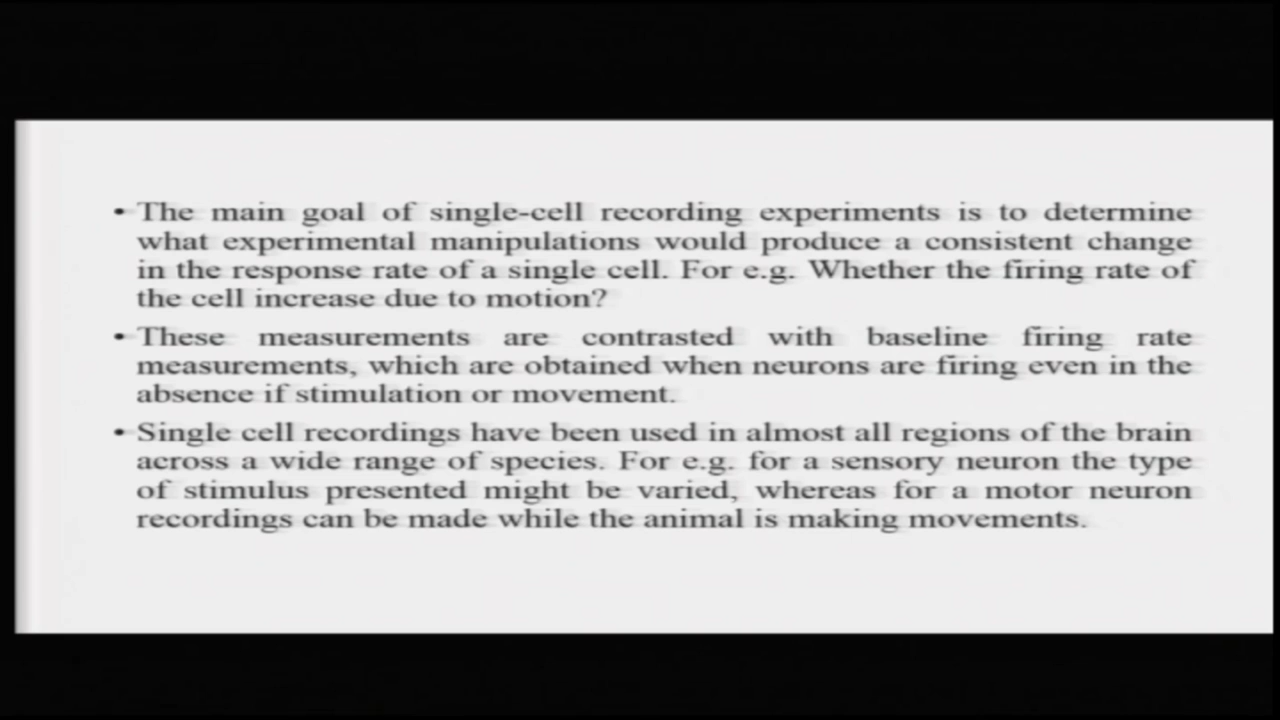 • The main goal of single-cell recording experiments is to determine
what experimental manipulations would produce a consistent change
in the response rate of a single cell. For e.g. Whether the firing rate of
the cell increase due to motion?
• These measurements are contrasted with baseline firing rate
measurements, which are obtained when neurons are firing even in the
absence if stimulation or movement.
• Single cell recordings have been used in almost all regions of the brain
across a wide range of species. For e.g. for a sensory neuron the type
of stimulus presented might be varied, whereas for a motor neuron
recordings can be made while the animal is making movements.